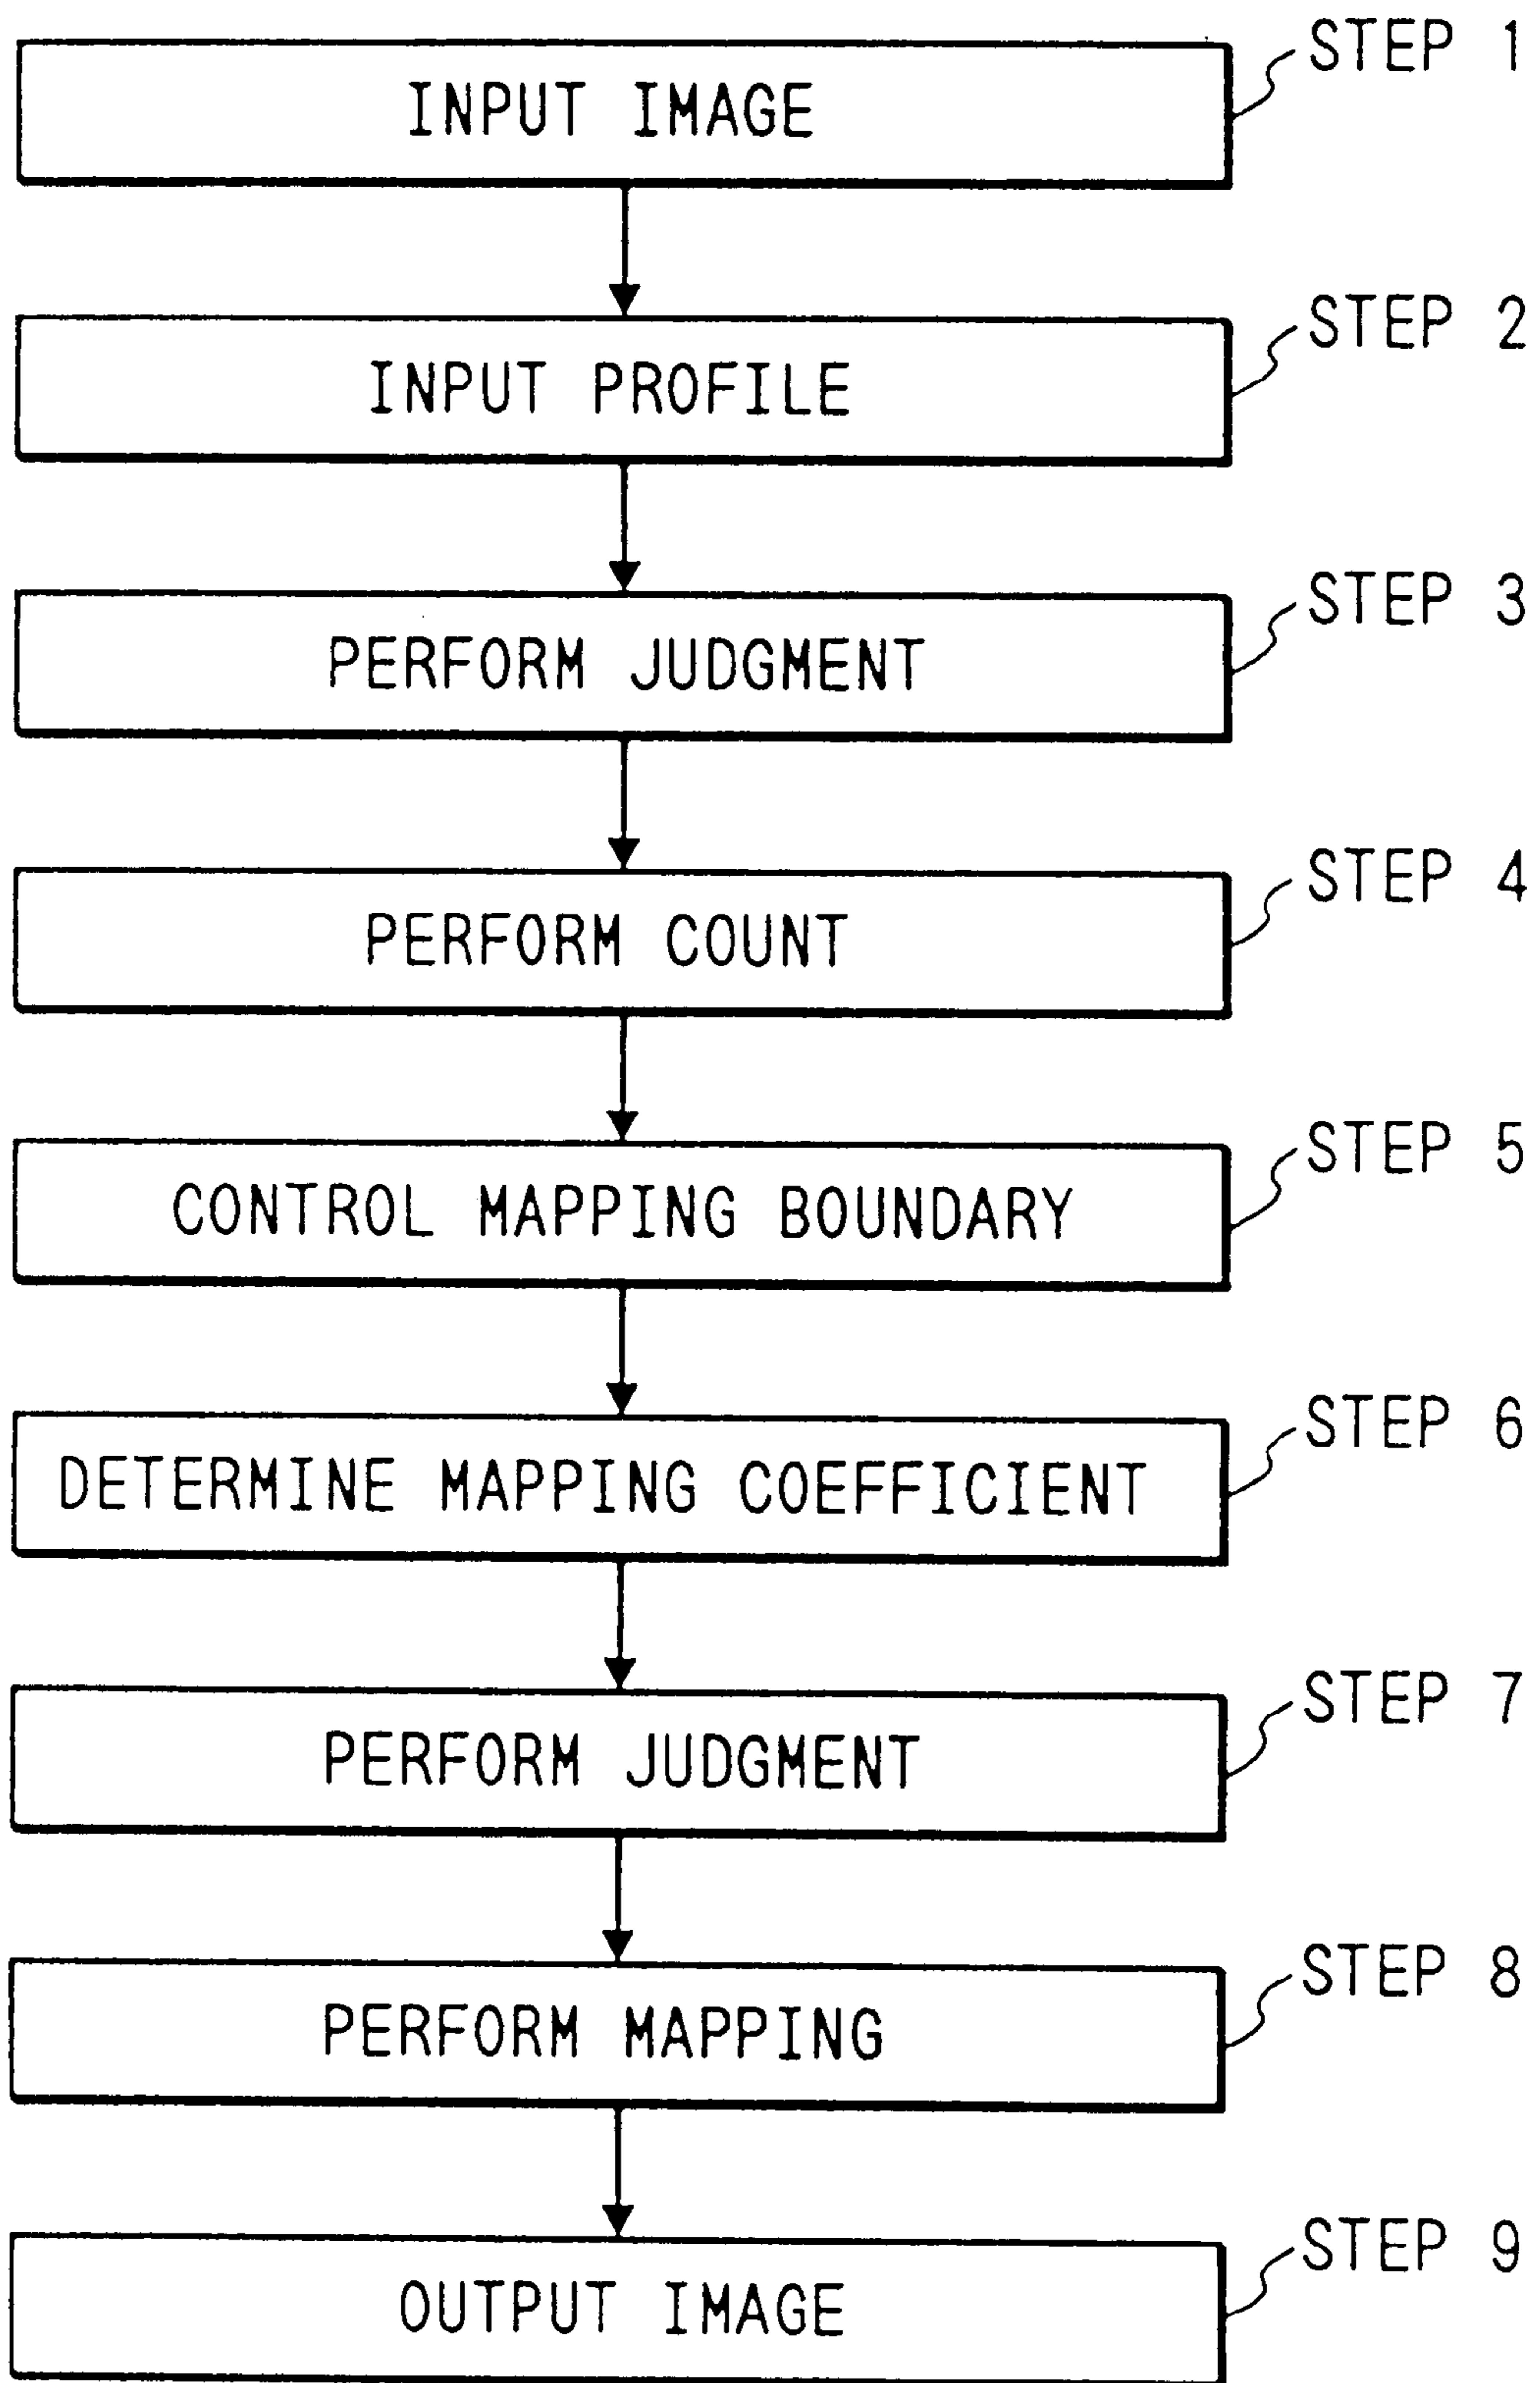 STEP 1
INPUT IMAGE
STEP 2
INPUT PROFILE
STEP 3
PERFORM JUDGMENT
STEP 4
PERFORM COUNT
STEP 5
CONTROL MAPPING BOUNDARY
STEP 6
DETERMINE MAPPING COEFFICIENT
STEP 7
PERFORM JUDGMENT
STEP 8
PERFORM MAPPING
STEP 9
OUTPUT IMAGE